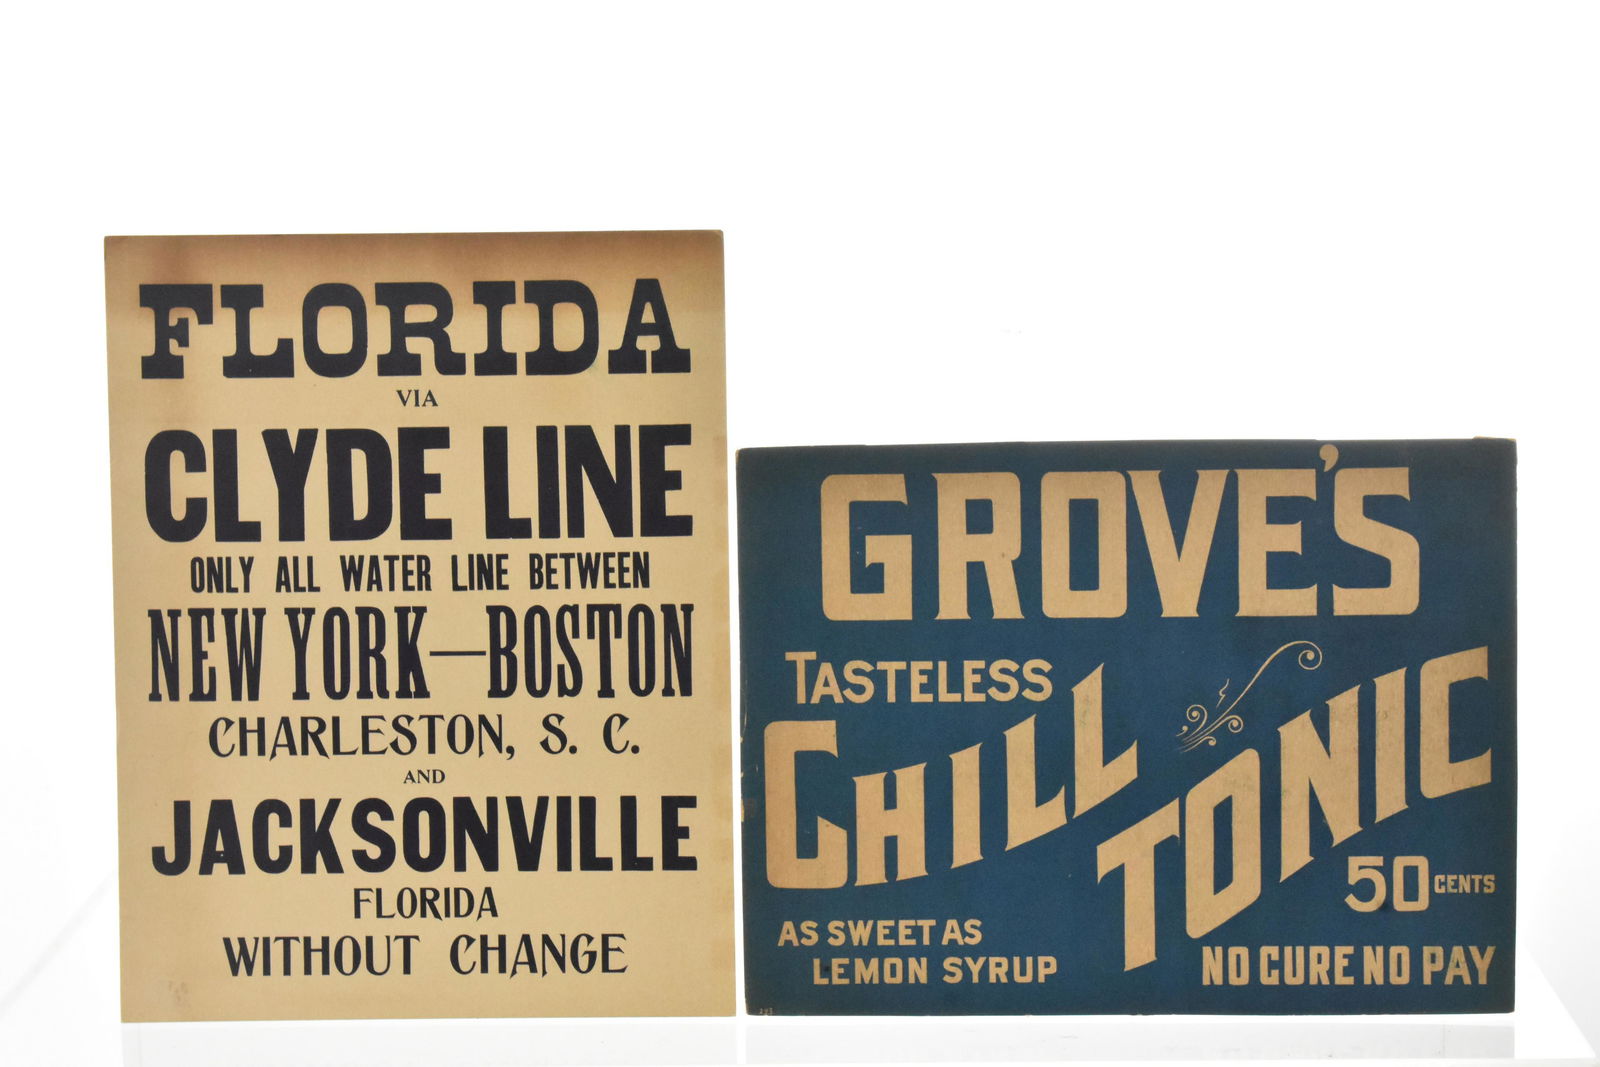 FLORIDA
VIA
CLYDE LINE
ONLY ALL WATER LINE BETWEEN
NEW YORK—BOSTON
CHARLESTON, S. C.
AND
JACKSONVILLE
FLORIDA
WITHOUT CHANGE
GROVE'S
TASTELESS
CHILL
TONIC
50 CENTS
AS SWEET AS
LEMON SYRUP
NO CURE NO PAY